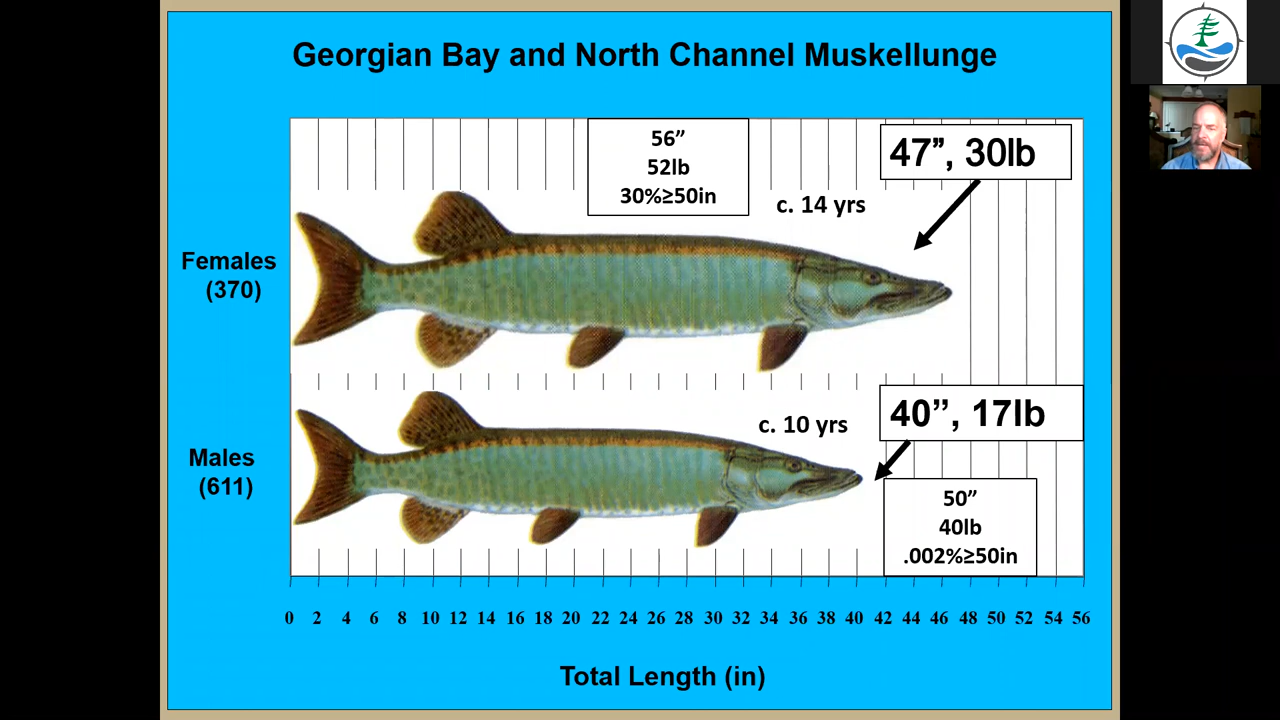 Georgian Bay and North Channel Muskellunge
56”
52lb
30%≥50in
47”, 30lb
c. 14 yrs
Females
(370)
40”, 17lb
c. 10 yrs
Males
(611)
50”
40lb
.002%≥50in
0 2 4 6 8 10 12 14 16 18 20 22 24 26 28 30 32 34 36 38 40 42 44 46 48 50 52 54 56
Total Length (in)